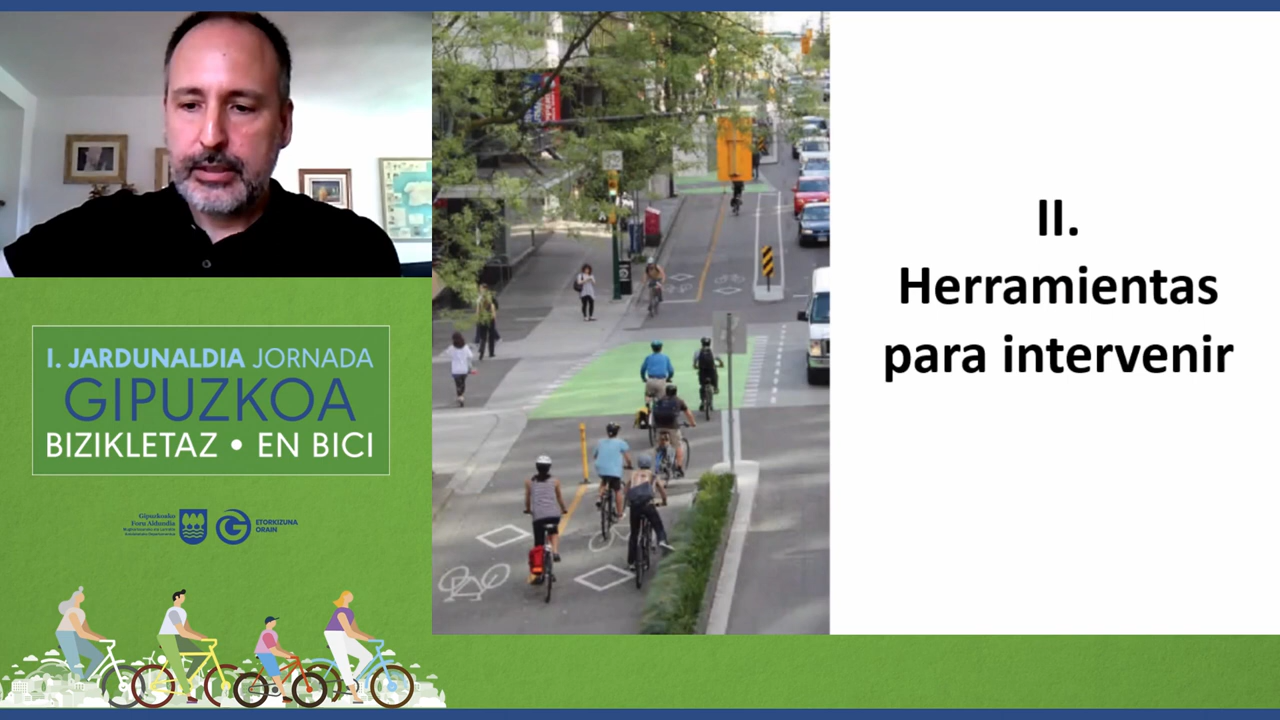 I. JARDUNALDIA JORNADA
GIPUZKOA
BIZIKLETAZ • EN BICI
Gipuzkoako
Foru Aldundia
ETORKIZUNA
ORAIN
II.
Herramientas
para intervenir